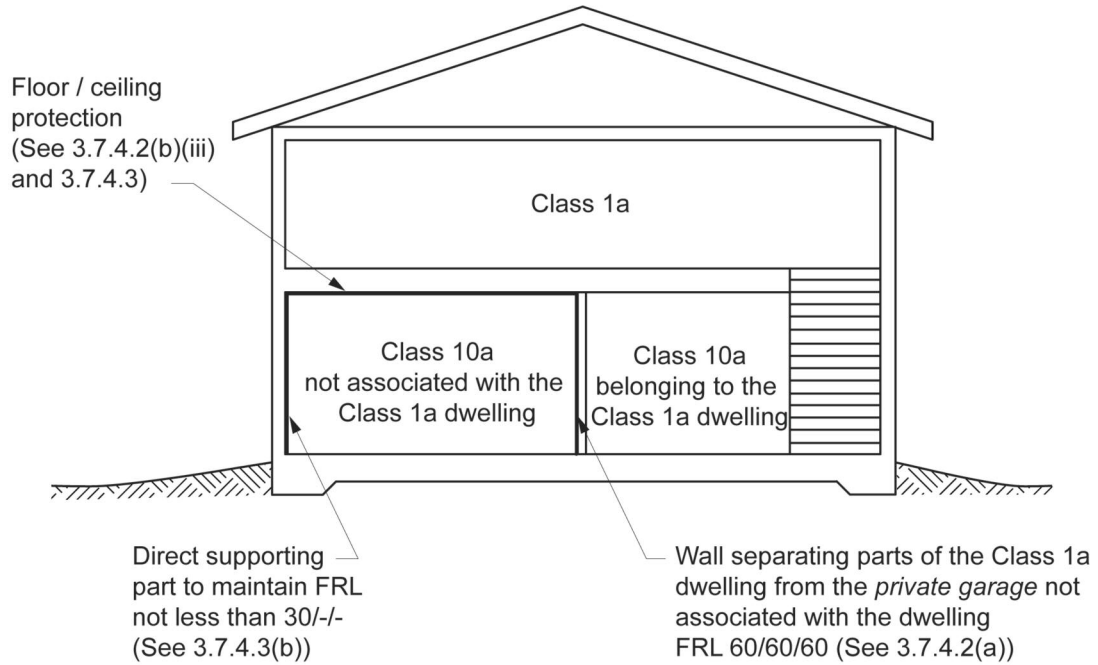 Floor / ceiling
protection
(See 3.7.4.2(b)(iii)
and 3.7.4.3)
Class 1a
Class 10a
not associated with the
Class 1a dwelling
Class 10a
belonging to the
Class 1a dwelling
Direct supporting
part to maintain FRL
not less than 30/-/-
(See 3.7.4.3(b))
Wall separating parts of the Class 1a
dwelling from the private garage not
associated with the dwelling
FRL 60/60/60 (See 3.7.4.2(a))